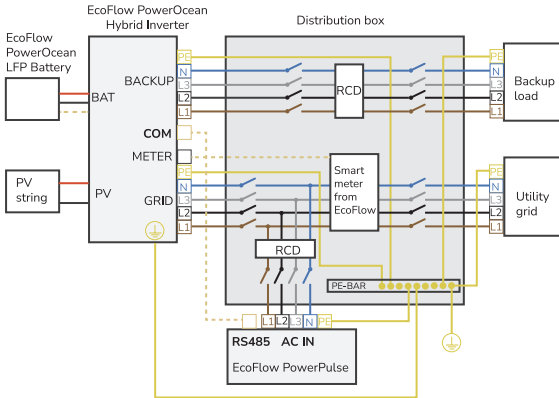 EcoFlow PowerOcean
Hybrid Inverter
Distribution box
EcoFlow
PowerOcean
LFP Battery
BAT
PV
string
PV
BACKUP
COM
METER
GRID
PE
N
L3
L2
L1
PE
N
L3
L2
L1
RCD
Smart
meter
from
EcoFlow
RCD
PE-BAR
PE
N
L3
L2
L1
Backup
load
PE
N
L3
L2
L1
Utility
grid
L1
L2
L3
N
PE
RS485 AC IN
EcoFlow PowerPulse